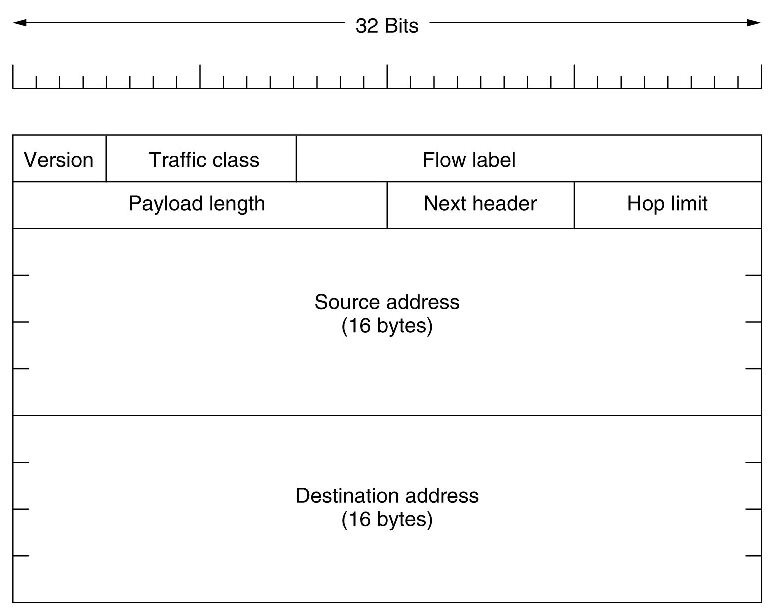 32 Bits
Version Traffic class Flow label
Payload length Next header Hop limit
Source address
(16 bytes)
Destination address
(16 bytes)